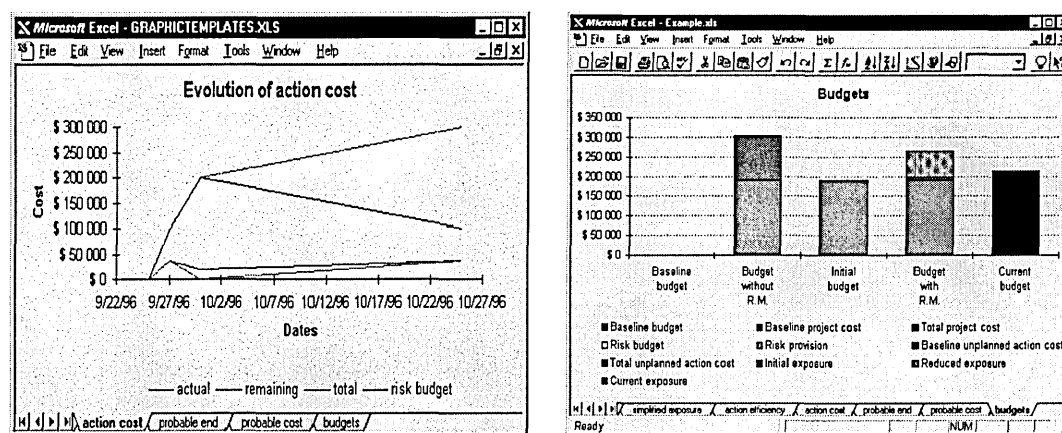 Microsoft Excel - GRAPHICTEMPLATES.XLS
File Edit View Insert Format Tools Window Help
Evolution of action cost
$ 300 000
$ 250 000
$ 200 000
$ 150 000
$ 100 000
$ 50 000
$ 0
Cost
9/22/96 9/27/96 10/2/96 10/7/96 10/12/96 10/17/96 10/22/96 10/27/96
Dates
actual remaining total risk budget
action cost probable end probable cost budgets
Microsoft Excel - Example.xls
File Edit View Insert Format Tools Window Help
Budgets
$ 350 000
$ 300 000
$ 250 000
$ 200 000
$ 150 000
$ 100 000
$ 50 000
$ 0
Baseline Budget Initial Budget Current
budget without budget with budget
R.M. R.M.
Baseline budget Baseline project cost Total project cost
Risk budget Risk provision Baseline unplanned action cost
Total unplanned action cost Initial exposure Reduced exposure
Current exposure
simplified exposure action efficiency action cost probable end probable cost budgets
Ready NUM